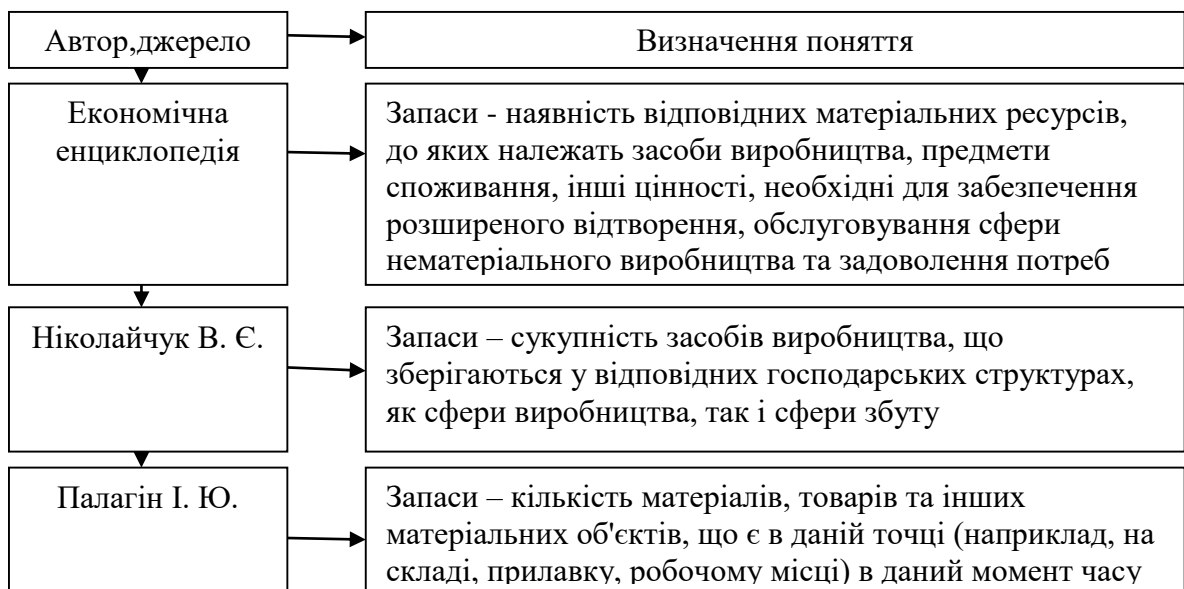 Автор,джерело
Визначення поняття
Економічна
енциклопедія
Запаси - наявність відповідних матеріальних ресурсів,
до яких належать засоби виробництва, предмети
споживання, інші цінності, необхідні для забезпечення
розширеного відтворення, обслуговування сфери
нематеріального виробництва та задоволення потреб
Ніколайчук В. Є.
Запаси – сукупність засобів виробництва, що
зберігаються у відповідних господарських структурах,
як сфери виробництва, так і сфери збуту
Палагін І. Ю.
Запаси – кількість матеріалів, товарів та інших
матеріальних об'єктів, що є в даній точці (наприклад, на
складі, прилавку, робочому місці) в даний момент часу